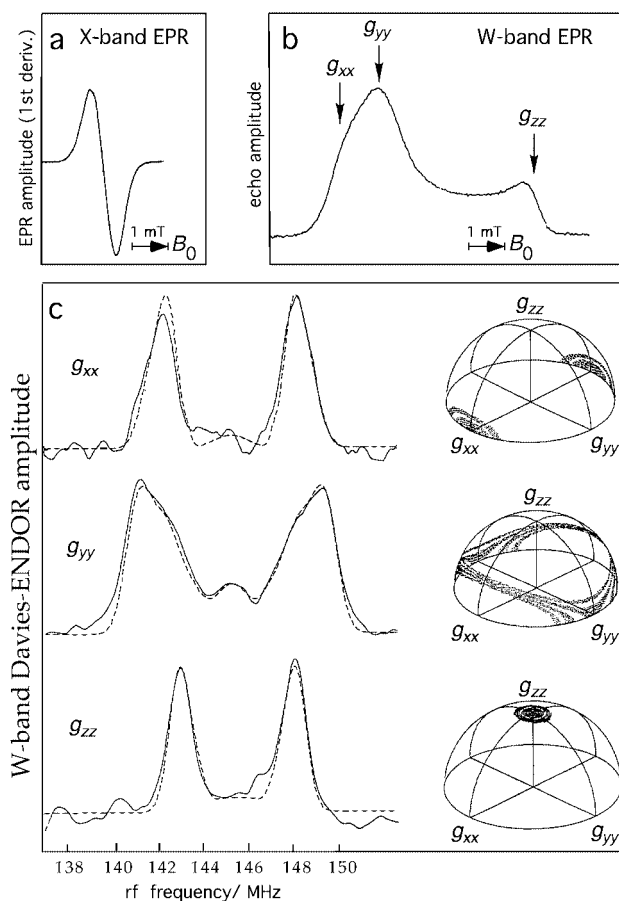 a
X-band EPR
EPR amplitude (1st deriv.)
1 mT
B0
b
W-band EPR
gxx
gyy
gzz
echo amplitude
1 mT
B0
c
W-band Davies-ENDOR amplitude
gxx
gzz
gxx
gyy
gyy
gzz
gxx
gyy
gzz
gzz
gxx
gyy
138 140 142 144 146 148 150
rf frequency/ MHz